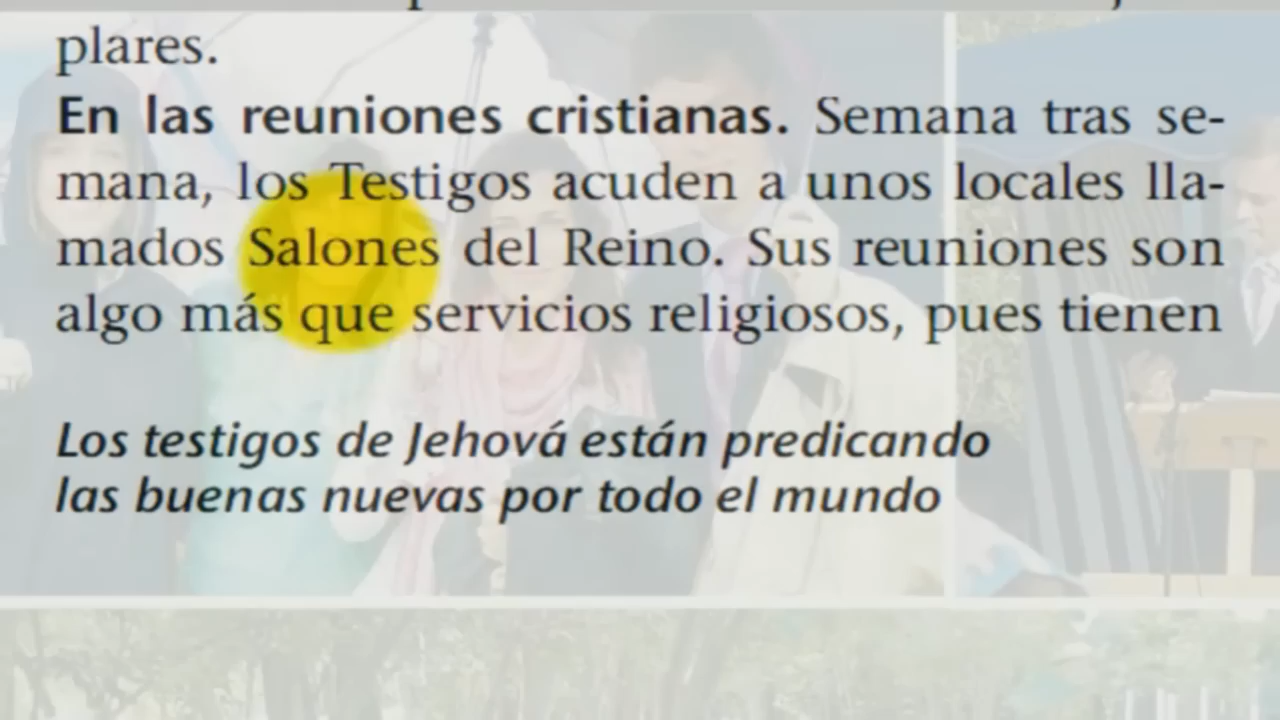 plares.
En las reuniones cristianas. Semana tras se-
mana, los Testigos acuden a unos locales lla-
mados Salones del Reino. Sus reuniones son
algo más que servicios religiosos, pues tienen
Los testigos de Jehová están predicando
las buenas nuevas por todo el mundo